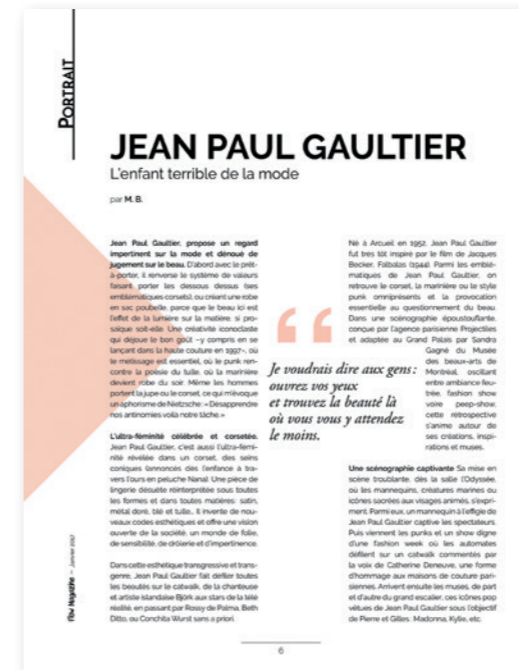 PORTRAIT
JEAN PAUL GAULTIER
L'enfant terrible de la mode
par M. B.
Jean Paul Gaultier, propose un regard
impertinent sur la mode et dénoué de
jugement sur le beau. D'abord avec le prêt-
à-porter, il renverse le système de valeurs
faisant porter les dessous dessus (ses
emblématiques corsets), ou créant une robe
en sac poubelle, parce que le beau ici est
l'effet de la lumière sur la matière, si pro-
saïque soit-elle. Une créativité iconoclaste
qui déjoue le bon goût -y compris en se
lançant dans la haute couture en 1997-, où
le métissage est essentiel, où le punk ren-
contre la poésie du tulle, où la marinière
devient robe du soir. Même les hommes
portent la jupe ou le corset, ce qui m'évoque
un aphorisme de Nietzsche: «Désapprendre
nos antinomies voilà notre tâche.»
L'ultra-féminité célébrée et corsetée.
Jean Paul Gaultier, c'est aussi l'ultra-fémi-
nité révélée dans un corset, des seins
coniques (annoncés dès l'enfance à tra-
vers l'ours en peluche Nana). Une pièce de
lingerie désuète réinterprétée sous toutes
les formes et dans toutes matières: satin,
métal doré, blé et tulle... Il invente de nou-
veaux codes esthétiques et offre une vision
ouverte de la société, un monde de folie,
de sensibilité, de drôlerie et d'impertinence.
Dans cette esthétique transgressive et trans-
genre, Jean Paul Gaultier fait défiler toutes
les beautés sur le catwalk, de la chanteuse
et artiste islandaise Björk aux stars de la télé
réalité, en passant par Rossy de Palma, Beth
Ditto, ou Conchita Wurst sans a priori.
“
Je voudrais dire aux gens:
ouvrez vos yeux
et trouvez la beauté là
où vous vous y attendez
le moins.
Né à Arcueil en 1952, Jean Paul Gaultier
fut très tôt inspiré par le film de Jacques
Becker, Falbalas (1944). Parmi les emblé-
matiques de Jean Paul Gaultier, on
retrouve le corset, la marinière ou le style
punk omniprésents et la provocation
essentielle au questionnement du beau.
Dans une scénographie époustouflante,
conçue par l'agence parisienne Projectiles
et adaptée au Grand Palais par Sandra
Gagné du Musée
des beaux-arts de
Montréal, oscillant
entre ambiance feu-
trée, fashion show
voire peep-show,
cette rétrospective
s'anime autour de
ses créations, inspi-
rations et muses.
Une scénographie captivante Sa mise en
scène troublante, dès la salle l'Odyssée,
où les mannequins, créatures marines ou
icônes sacrées aux visages animés, s'expri-
ment. Parmi eux, un mannequin à l'effigie de
Jean Paul Gaultier captive les spectateurs.
Puis viennent les punks et un show digne
d'une fashion week où les automates
défilent sur un catwalk commentés par
la voix de Catherine Deneuve, une forme
d'hommage aux maisons de couture pari-
siennes. Arrivent ensuite les muses, de part
et d'autre du grand escalier, ces icônes pop
vêtues de Jean Paul Gaultier sous l'objectif
de Pierre et Gilles: Madonna, Kylie, etc.
Flow Magazine – Janvier 2017
6